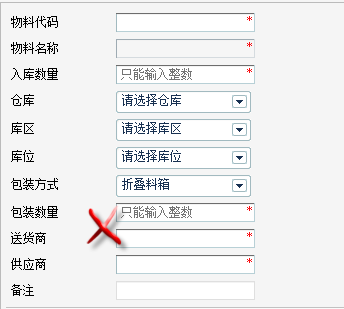 物料代码 *
物料名称 *
入库数量 只能输入整数 *
仓库 请选择仓库
库区 请选择库区
库位 请选择库位
包装方式 折叠料箱
包装数量 只能输入整数 *
送货商 *
供应商 *
备注